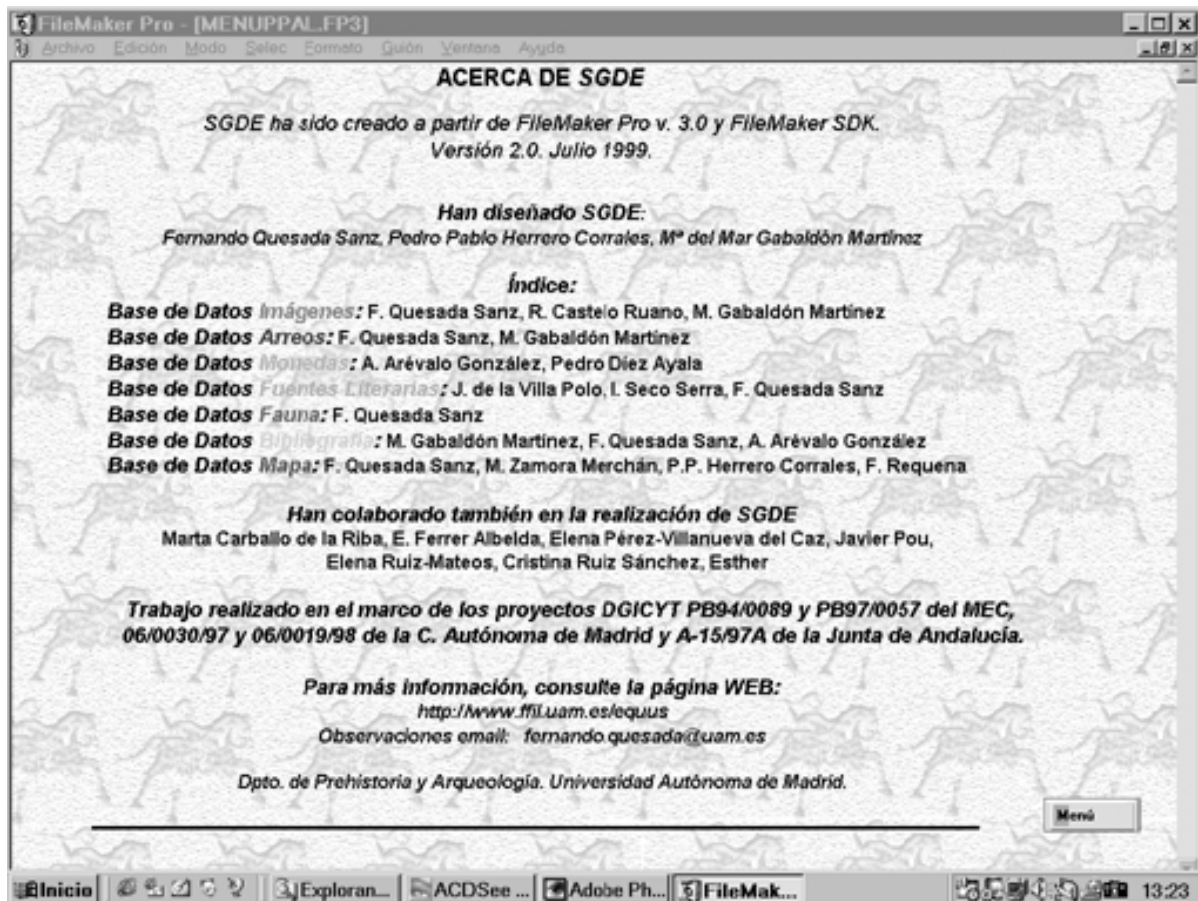 FileMaker Pro - [MENUPPAL.FP3]
Archivo Edición Modo Selec Formato Guión Ventana Ayuda
ACERCA DE SGDE
SGDE ha sido creado a partir de FileMaker Pro v. 3.0 y FileMaker SDK.
Versión 2.0. Julio 1999.
Han diseñado SGDE:
Fernando Quesada Sanz, Pedro Pablo Herrero Corrales, Mª del Mar Gabaldón Martínez
Índice:
Base de Datos Imágenes: F. Quesada Sanz, R. Castelo Ruano, M. Gabaldón Martínez
Base de Datos Arreos: F. Quesada Sanz, M. Gabaldón Martínez
Base de Datos Monedas: A. Arévalo González, Pedro Díez Ayala
Base de Datos Fuentes Literarias: J. de la Villa Polo, I. Seco Serra, F. Quesada Sanz
Base de Datos Fauna: F. Quesada Sanz
Base de Datos Bibliografía: M. Gabaldón Martínez, F. Quesada Sanz, A. Arévalo González
Base de Datos Mapa: F. Quesada Sanz, M. Zamora Merchán, P.P. Herrero Corrales, F. Requena
Han colaborado también en la realización de SGDE
Marta Carballo de la Riba, E. Ferrer Albelda, Elena Pérez-Villanueva del Caz, Javier Pou,
Elena Ruiz-Mateos, Cristina Ruiz Sánchez, Esther
Trabajo realizado en el marco de los proyectos DGICYT PB94/0089 y PB97/0057 del MEC,
06/0030/97 y 06/0019/98 de la C. Autónoma de Madrid y A-15/97A de la Junta de Andalucía.
Para más información, consulte la página WEB:
http://www.ffil.uam.es/equus
Observaciones email: fernando.quesada@uam.es
Dpto. de Prehistoria y Arqueología. Universidad Autónoma de Madrid.
Menú
Inicio Exploran... ACDSee ... Adobe Ph... FileMak... 13:23